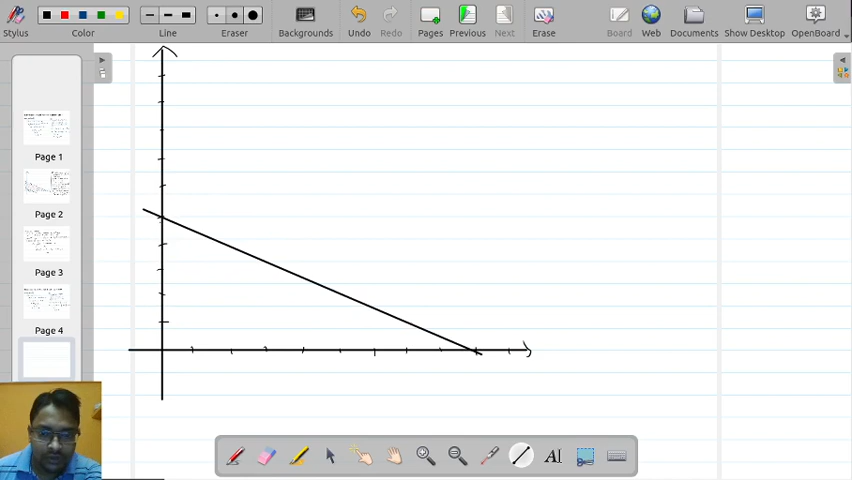 Stylus
Color
Line
Eraser
Backgrounds
Undo
Redo
Pages
Previous
Next
Erase
Board
Web
Documents
Show Desktop
OpenBoard
Page 1
Page 2
Page 3
Page 4
AI